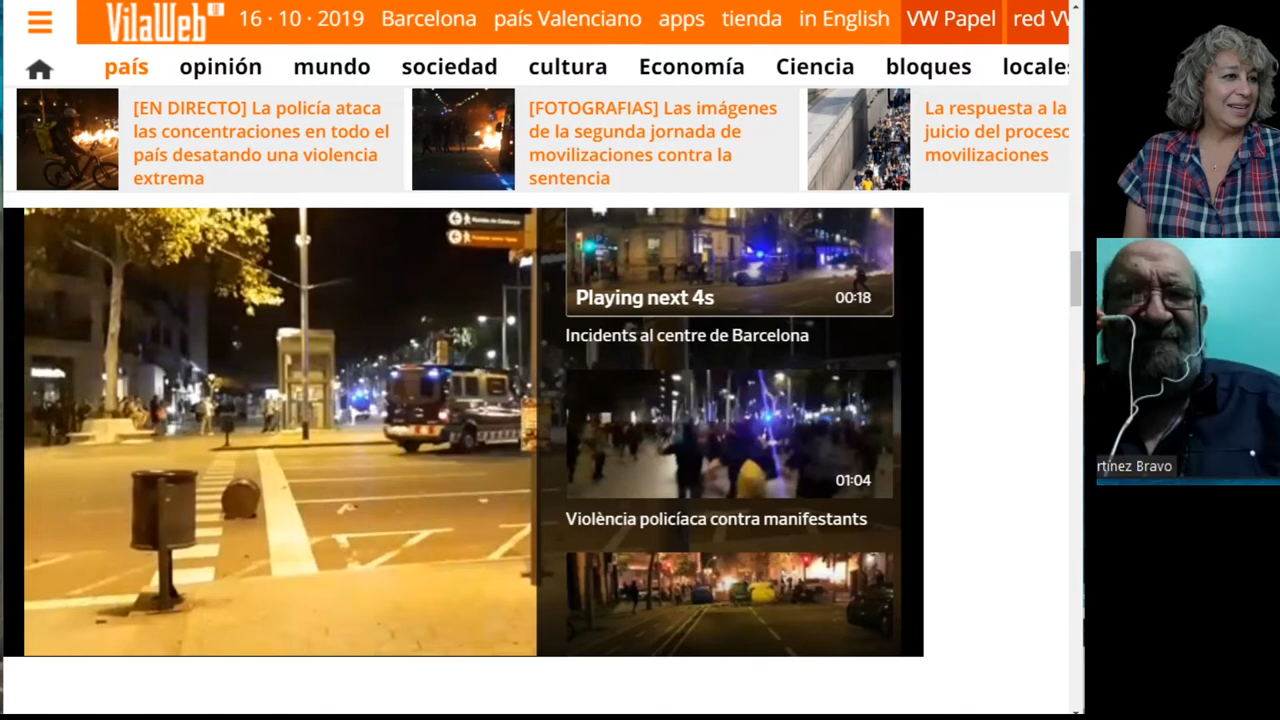 VilaWeb 16 · 10 · 2019 Barcelona país Valenciano apps tienda in English VW Papel red
país opinión mundo sociedad cultura Economía Ciencia bloques locales
[EN DIRECTO] La policía ataca
las concentraciones en todo el
país desatando una violencia
extrema
[FOTOGRAFIAS] Las imágenes
de la segunda jornada de
movilizaciones contra la
sentencia
La respuesta a la
juicio del proceso
movilizaciones
Playing next 4s
00:18
Incidents al centre de Barcelona
01:04
Violència policíaca contra manifestants
rtínez Bravo